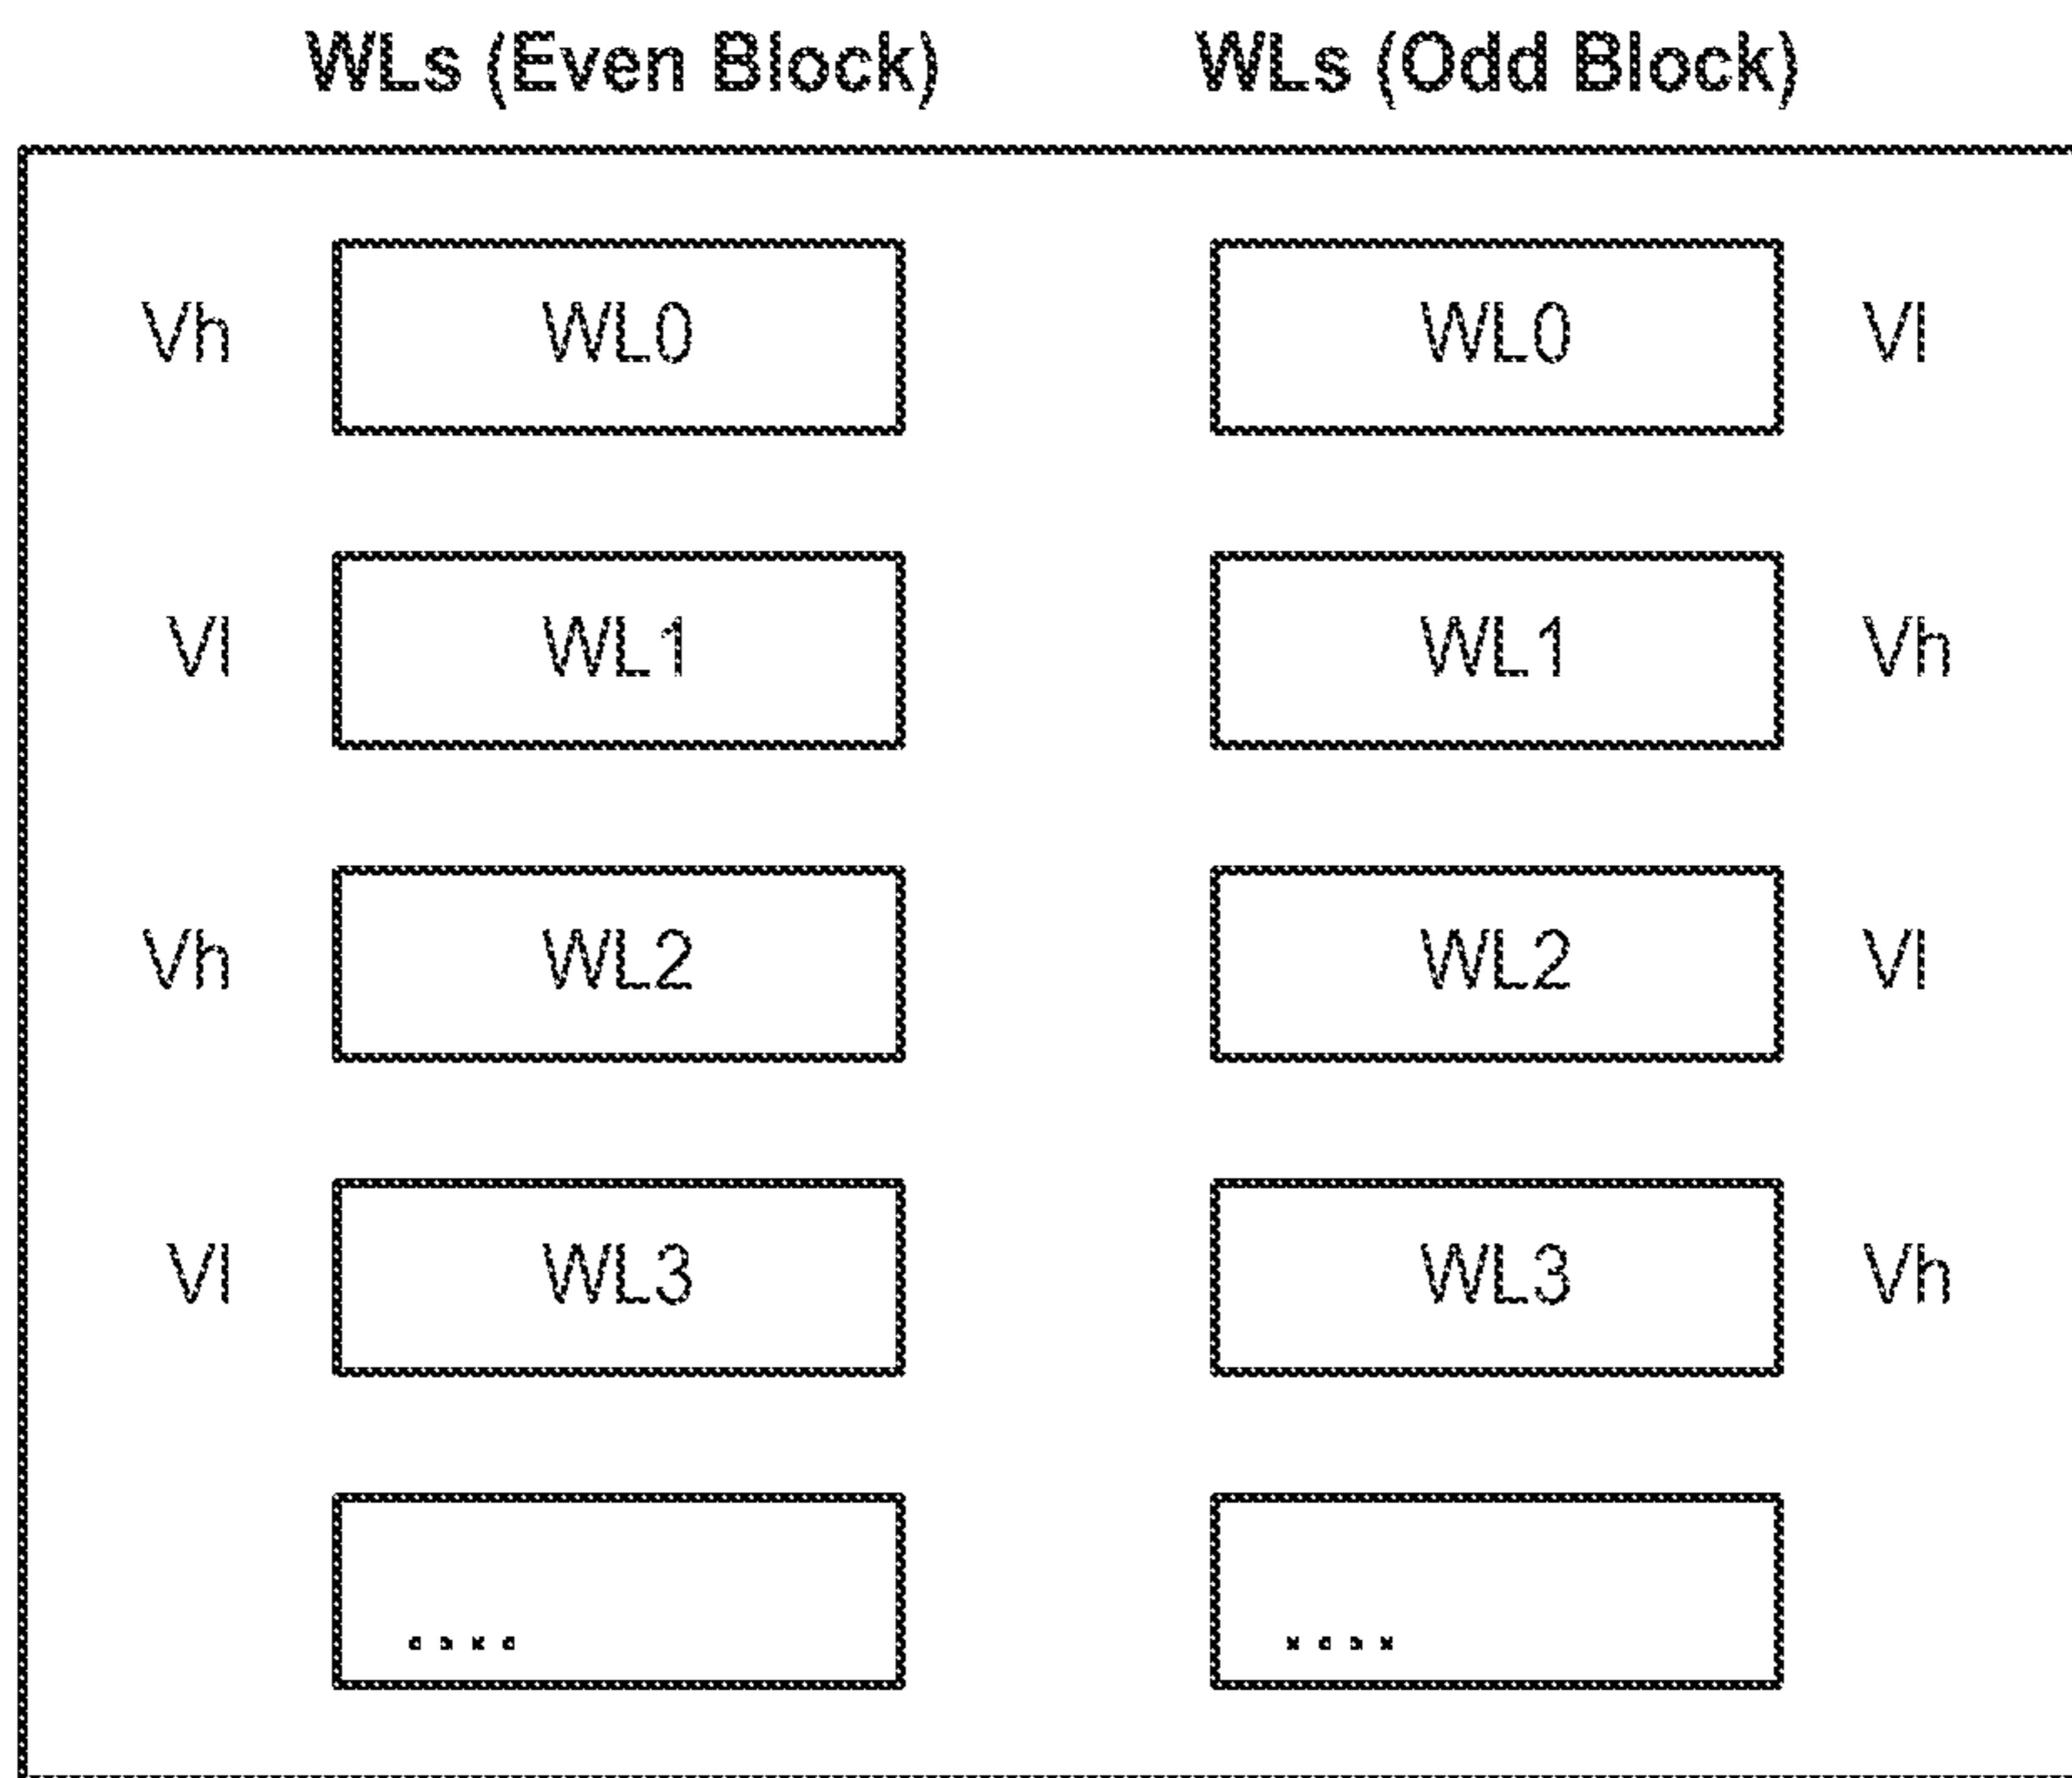 WLs (Even Block) WLs (Odd Block)
Vh WL0 WL0 Vl
Vl WL1 WL1 Vh
Vh WL2 WL2 Vl
Vl WL3 WL3 Vh
.... ....